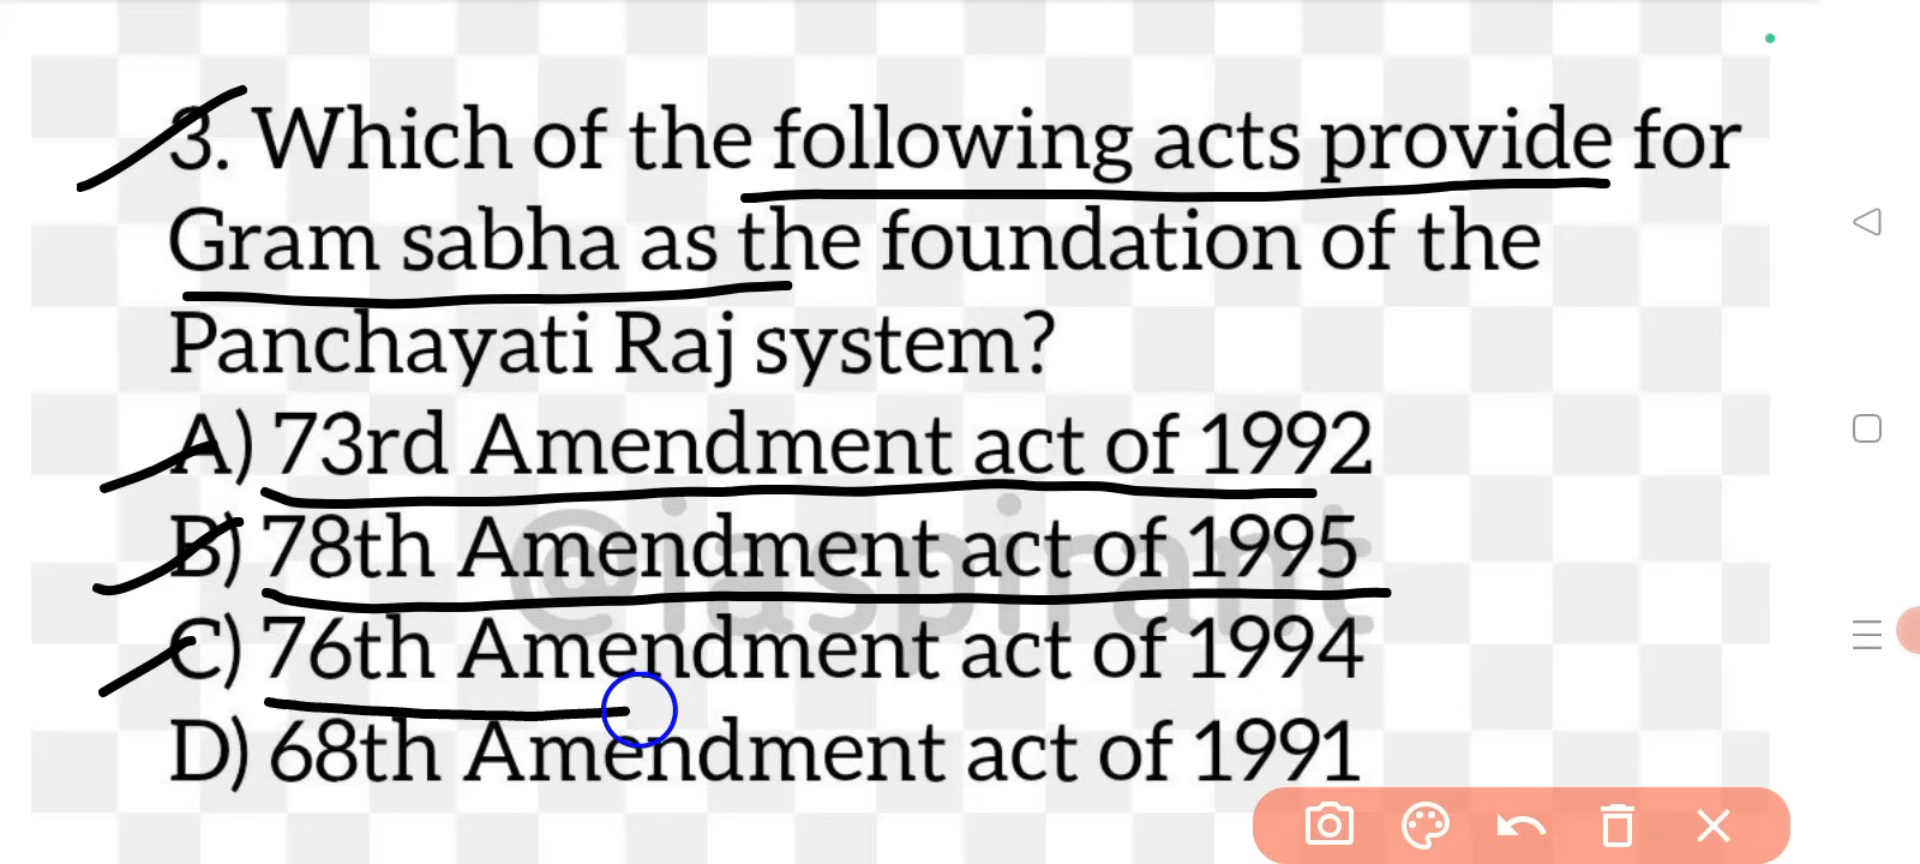 3. Which of the following acts provide for
Gram sabha as the foundation of the
Panchayati Raj system?
A) 73rd Amendment act of 1992
B) 78th Amendment act of 1995
@iaspirant
C) 76th Amendment act of 1994
D) 68th Amendment act of 1991